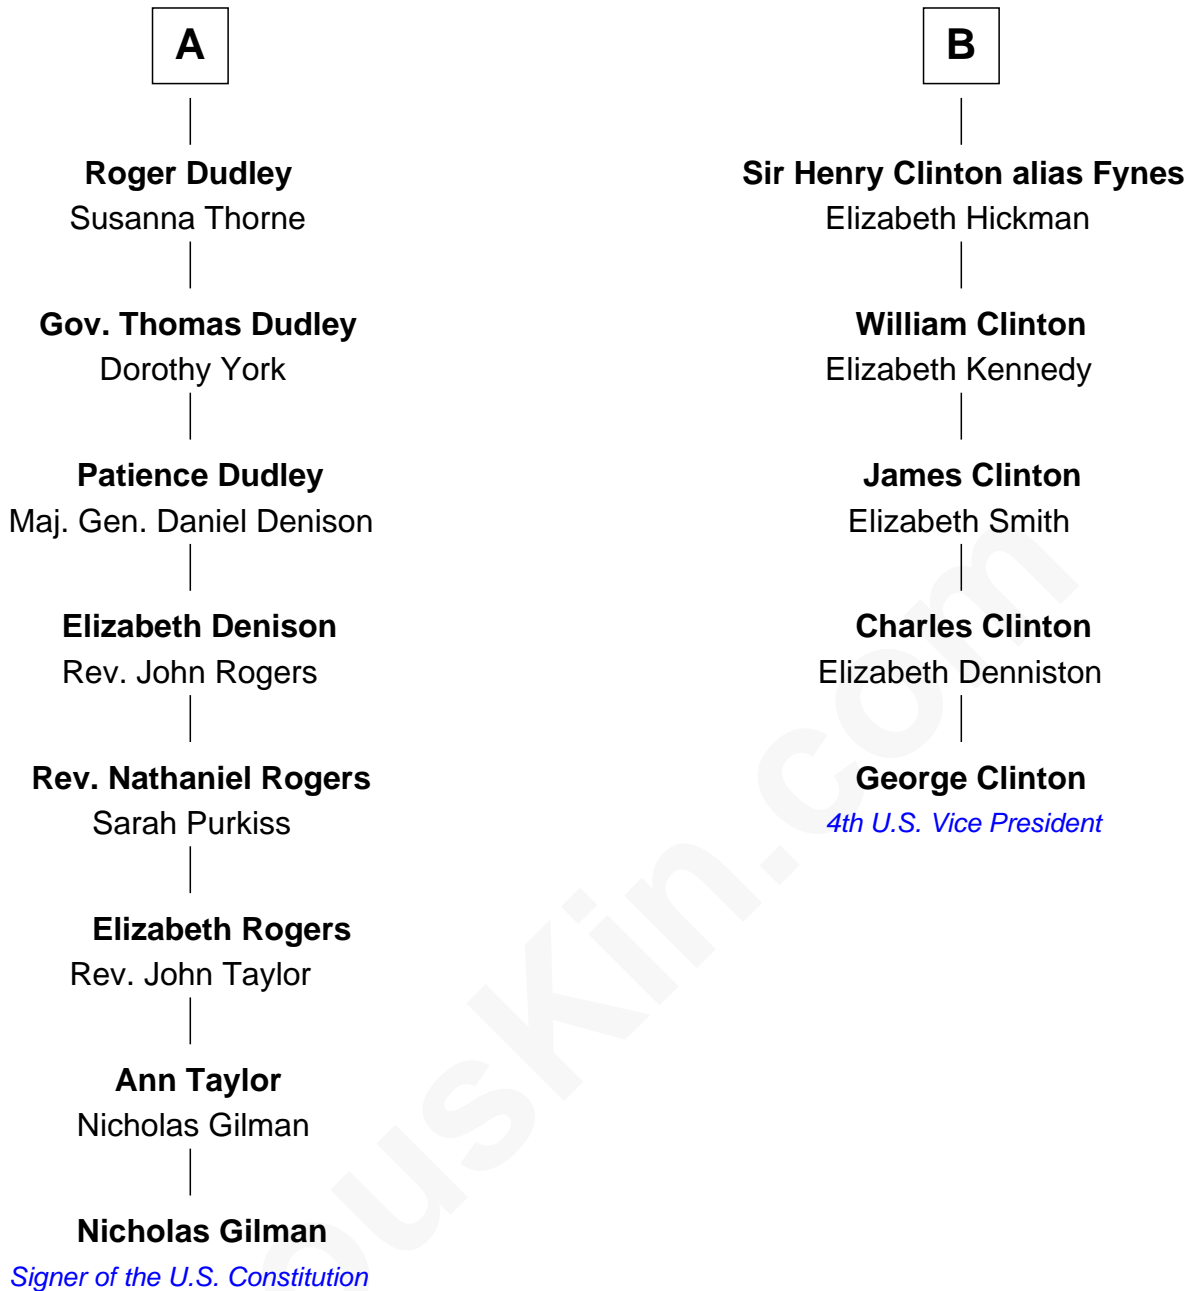 A
Roger Dudley
Susanna Thorne
Gov. Thomas Dudley
Dorothy York
Patience Dudley
Maj. Gen. Daniel Denison
Elizabeth Denison
Rev. John Rogers
Rev. Nathaniel Rogers
Sarah Purkiss
Elizabeth Rogers
Rev. John Taylor
Ann Taylor
Nicholas Gilman
Nicholas Gilman
Signer of the U.S. Constitution
B
Sir Henry Clinton alias Fynes
Elizabeth Hickman
William Clinton
Elizabeth Kennedy
James Clinton
Elizabeth Smith
Charles Clinton
Elizabeth Denniston
George Clinton
4th U.S. Vice President
ousKin.com